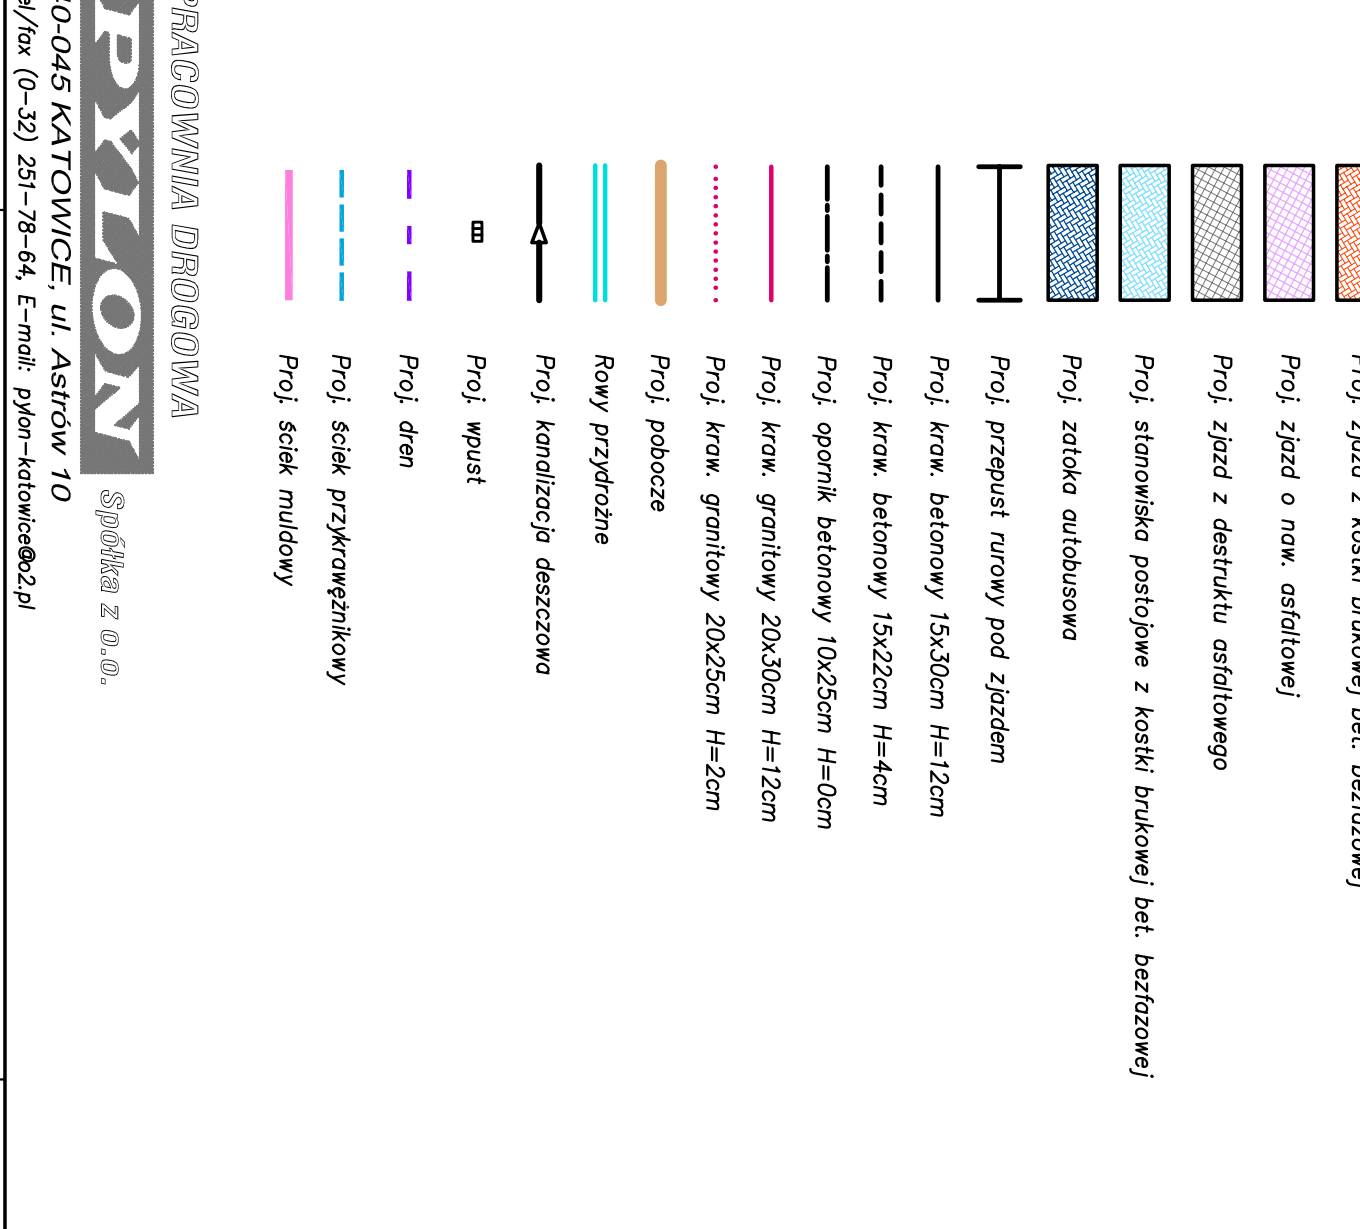 Proj. zjazd z kostki brukowej bet. bezfazowej
Proj. zjazd o naw. asfaltowej
Proj. zjazd z destruktu asfaltowego
Proj. stanowiska postojowe z kostki brukowej bet. bezfazowej
Proj. zatoka autobusowa
Proj. przepust rurowy pod zjazdem
Proj. kraw. betonowy 15x30cm H=12cm
Proj. kraw. betonowy 15x22cm H=4cm
Proj. opornik betonowy 10x25cm H=0cm
Proj. kraw. granitowy 20x30cm H=12cm
Proj. kraw. granitowy 20x25cm H=2cm
Proj. pobocze
Rowy przydrożne
Proj. kanalizacja deszczowa
Proj. wpust
Proj. dren
Proj. ściek przykrawężnikowy
Proj. ściek muldowy
PRACOWNIA DROGOWA
PYLON Spółka z o.o.
0-045 KATOWICE, ul. Astrów 10
el/fax (0-32) 251-78-64, E-mail: pylon-katowice@o2.pl